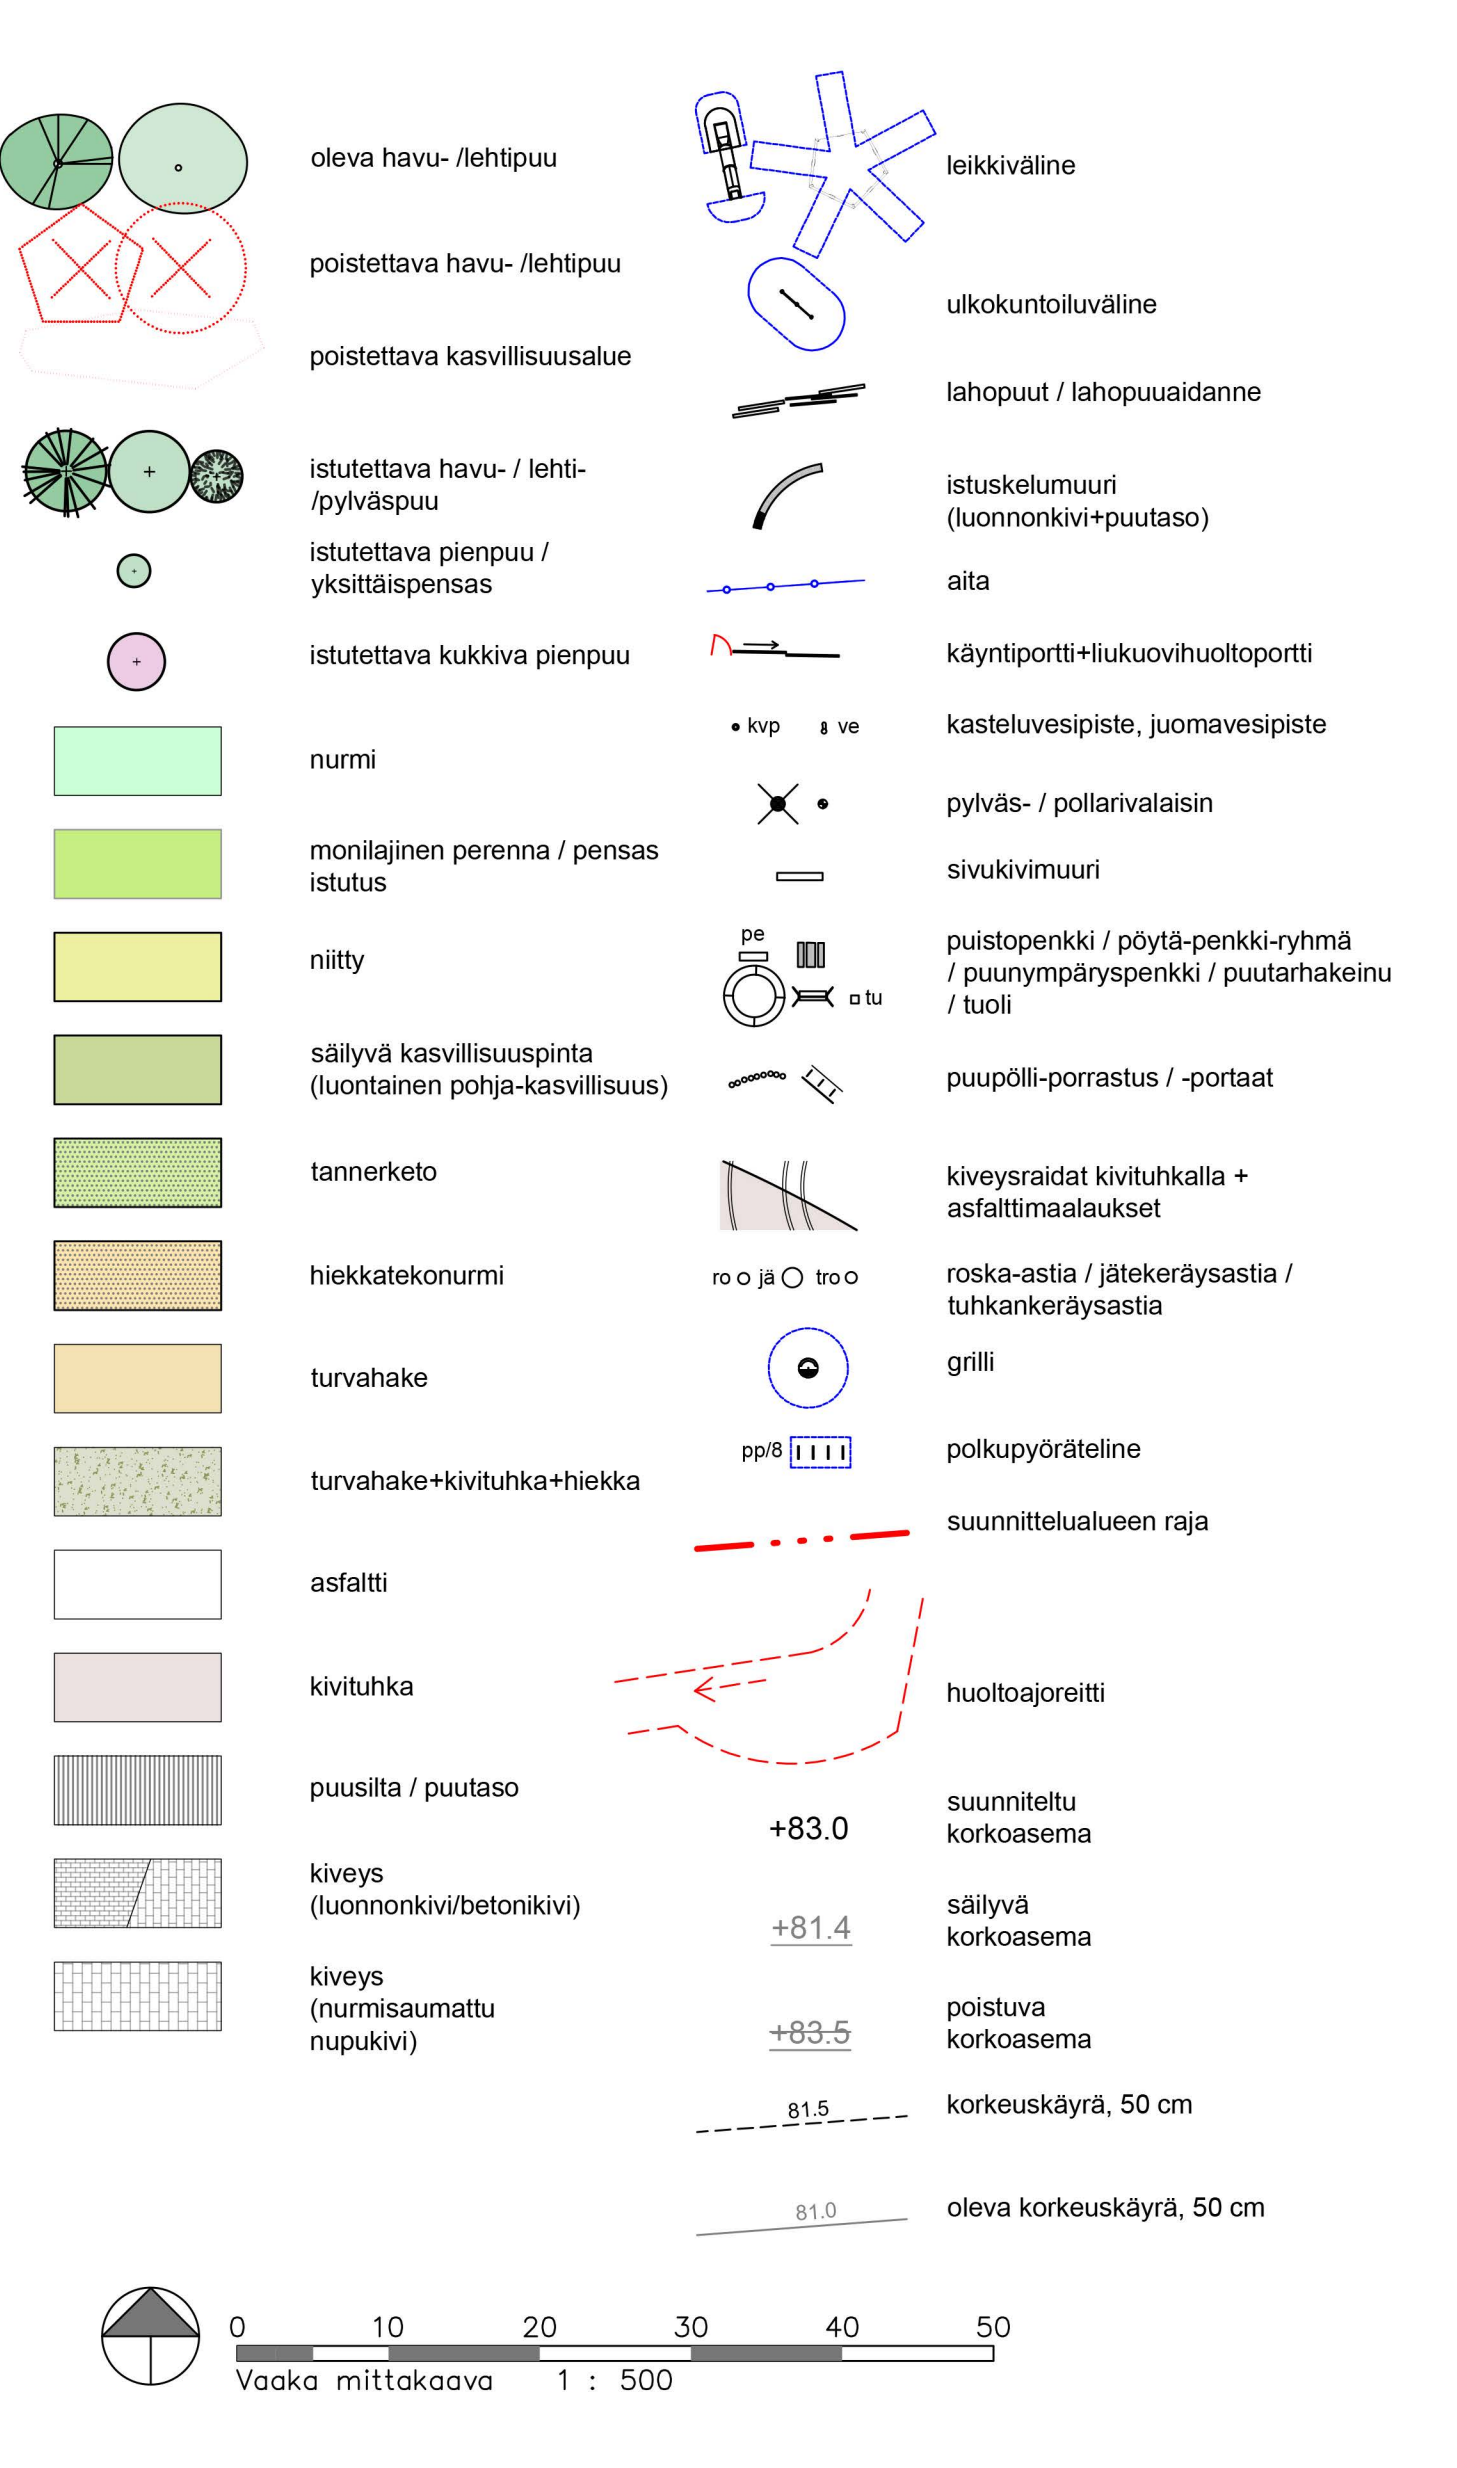 oleva havu- /lehtipuu
poistettava havu- /lehtipuu
poistettava kasvillisuusalue
istutettava havu- / lehti-
/pylväspuu
istutettava pienpuu /
yksittäispensas
istutettava kukkiva pienpuu
nurmi
monilajinen perenna / pensas
istutus
niitty
säilyvä kasvillisuuspinta
(luontainen pohja-kasvillisuus)
tannerketo
hiekkatekonurmi
turvahake
turvahake+kivituhka+hiekka
asfaltti
kivituhka
puusilta / puutaso
kiveys
(luonnonkivi/betonikivi)
kiveys
(nurmisaumattu
nupukivi)
leikkiväline
ulkokuntoiluväline
lahopuut / lahopuuaidanne
istuskelumuuri
(luonnonkivi+puutaso)
aita
käyntiportti+liukuovihuoltoportti
kvp ve kasteluvesipiste, juomavesipiste
pylväs- / pollarivalaisin
sivukivimuuri
pe
puistopenkki / pöytä-penkki-ryhmä
/ puunympäryspenkki / puutarhakeinu
tu
/ tuoli
puupölli-porrastus / -portaat
kiveysraidat kivituhkalla +
asfalttimaalaukset
ro jä tro
roska-astia / jätekeräysastia /
tuhkankeräysastia
grilli
pp/8 polkupyöräteline
suunnittelualueen raja
huoltoajoreitti
+83.0
suunniteltu
korkoasema
+81.4
säilyvä
korkoasema
+83.5
poistuva
korkoasema
81.5
korkeuskäyrä, 50 cm
81.0
oleva korkeuskäyrä, 50 cm
0 10 20 30 40 50
Vaaka mittakaava 1 : 500